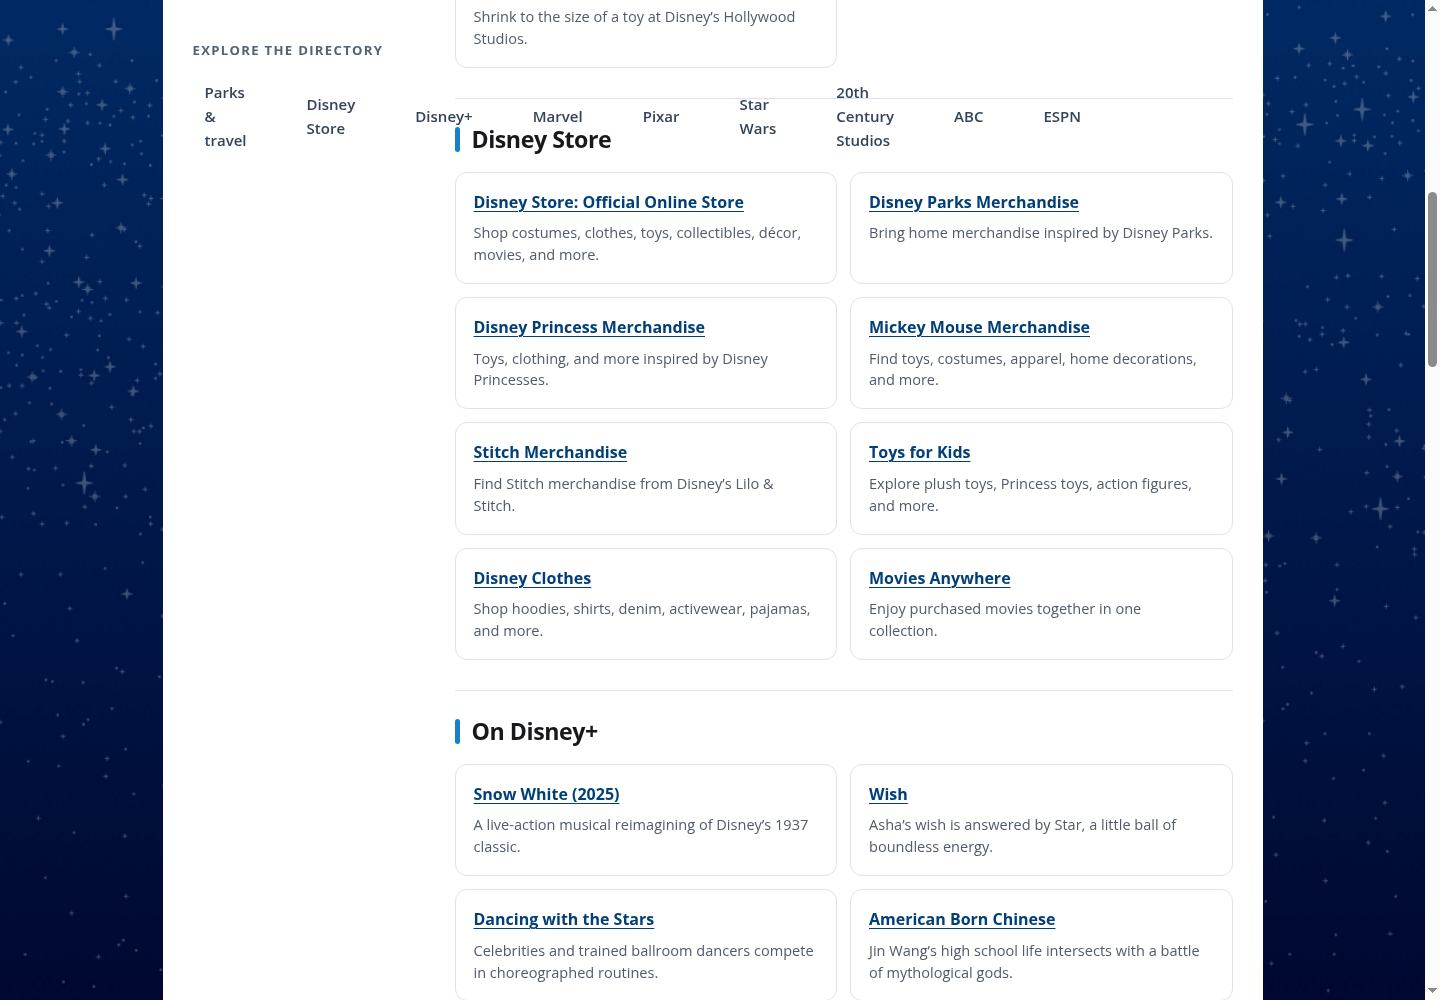 Shrink to the size of a toy at Disney’s Hollywood
Studios.
EXPLORE THE DIRECTORY
Parks
&
travel
Disney
Store
Disney+
Marvel
Pixar
Star
Wars
20th
Century
Studios
ABC
ESPN
Disney Store
Disney Store: Official Online Store
Shop costumes, clothes, toys, collectibles, décor,
movies, and more.
Disney Parks Merchandise
Bring home merchandise inspired by Disney Parks.
Disney Princess Merchandise
Toys, clothing, and more inspired by Disney
Princesses.
Mickey Mouse Merchandise
Find toys, costumes, apparel, home decorations,
and more.
Stitch Merchandise
Find Stitch merchandise from Disney’s Lilo &
Stitch.
Toys for Kids
Explore plush toys, Princess toys, action figures,
and more.
Disney Clothes
Shop hoodies, shirts, denim, activewear, pajamas,
and more.
Movies Anywhere
Enjoy purchased movies together in one
collection.
On Disney+
Snow White (2025)
A live-action musical reimagining of Disney’s 1937
classic.
Wish
Asha’s wish is answered by Star, a little ball of
boundless energy.
Dancing with the Stars
Celebrities and trained ballroom dancers compete
in choreographed routines.
American Born Chinese
Jin Wang’s high school life intersects with a battle
of mythological gods.